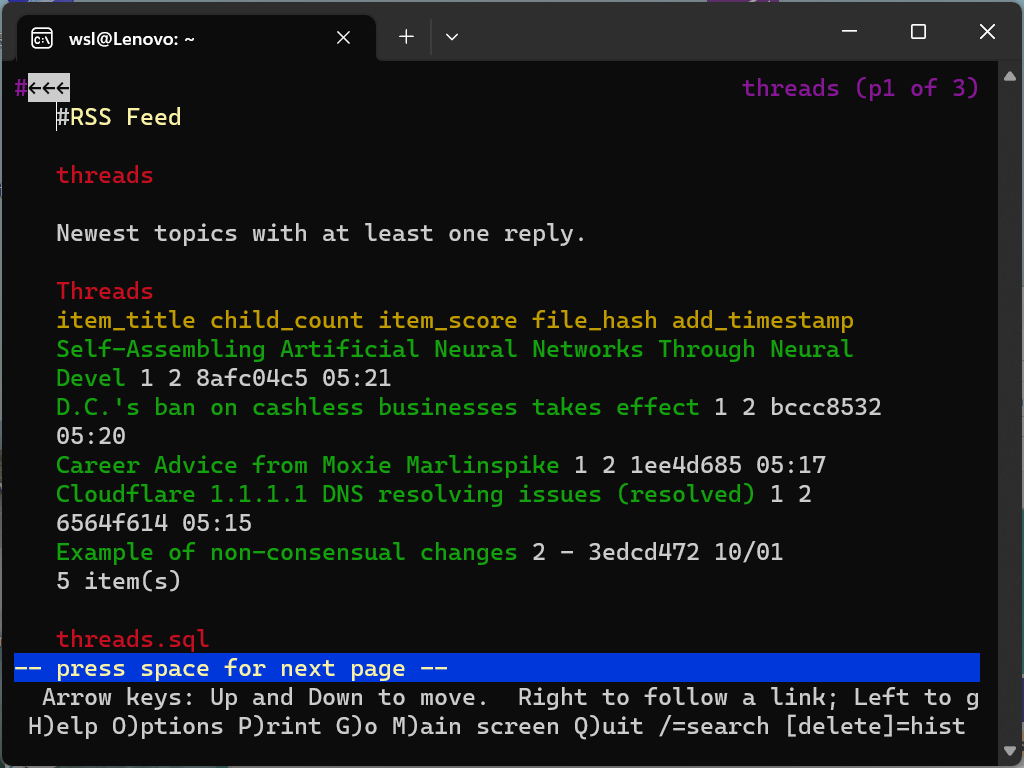 wsl@Lenovo: ~
#←←← threads (p1 of 3)
#RSS Feed
threads
Newest topics with at least one reply.
Threads
item_title child_count item_score file_hash add_timestamp
Self-Assembling Artificial Neural Networks Through Neural
Devel 1 2 8afc04c5 05:21
D.C.'s ban on cashless businesses takes effect 1 2 bccc8532
05:20
Career Advice from Moxie Marlinspike 1 2 1ee4d685 05:17
Cloudflare 1.1.1.1 DNS resolving issues (resolved) 1 2
6564f614 05:15
Example of non-consensual changes 2 - 3edcd472 10/01
5 item(s)
threads.sql
-- press space for next page --
Arrow keys: Up and Down to move.  Right to follow a link; Left to g
H)elp O)ptions P)rint G)o M)ain screen Q)uit /=search [delete]=hist